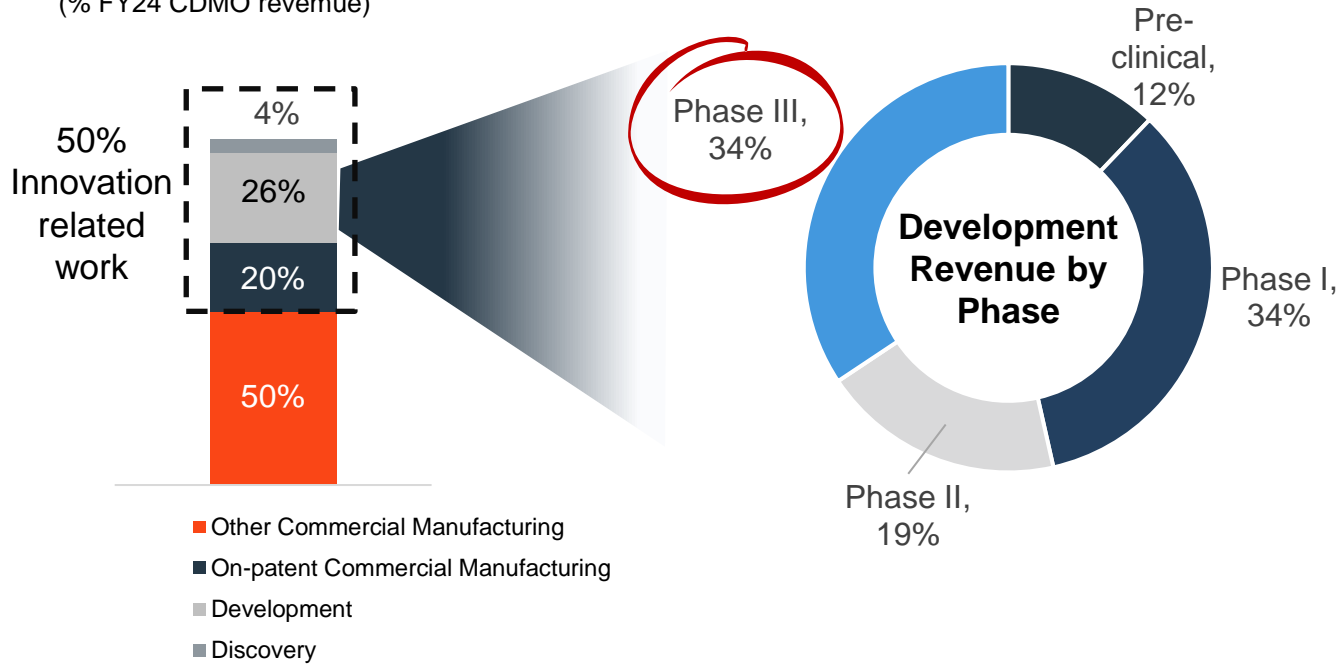 (% FY24 CDMO revenue)
4%
50%
Innovation
related
work
26%
20%
50%
Other Commercial Manufacturing
On-patent Commercial Manufacturing
Development
Discovery
Phase III,
34%
Pre-
clinical,
12%
Development
Revenue by
Phase
Phase I,
34%
Phase II,
19%